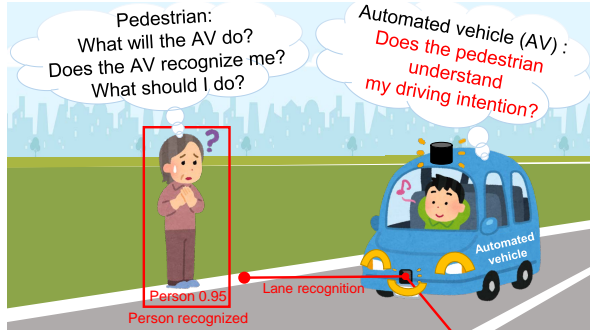 Pedestrian:
What will the AV do?
Does the AV recognize me?
What should I do?
Automated vehicle (AV) :
Does the pedestrian
understand
my driving intention?
?
Automated
vehicle
Person 0.95
Person recognized
Lane recognition